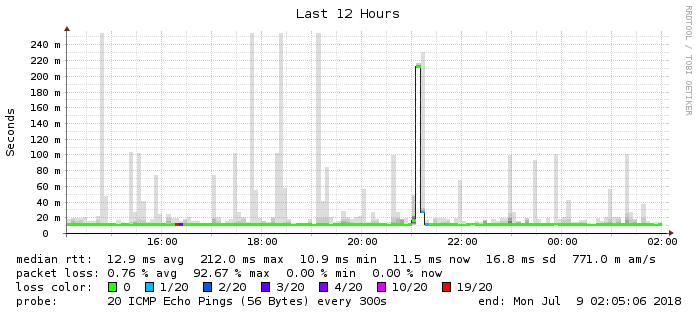 Last 12 Hours
RRDTOOL / TOBI OETIKER
Seconds
240 m
220 m
200 m
180 m
160 m
140 m
120 m
100 m
80 m
60 m
40 m
20 m
0
16:00 18:00 20:00 22:00 00:00 02:00
median rtt: 12.9 ms avg 212.0 ms max 10.9 ms min 11.5 ms now 16.8 ms sd 771.0 m am/s
packet loss: 0.76 % avg 92.67 % max 0.00 % min 0.00 % now
loss color: 0 1/20 2/20 3/20 4/20 10/20 19/20
probe: 20 ICMP Echo Pings (56 Bytes) every 300s end: Mon Jul 9 02:05:06 2018